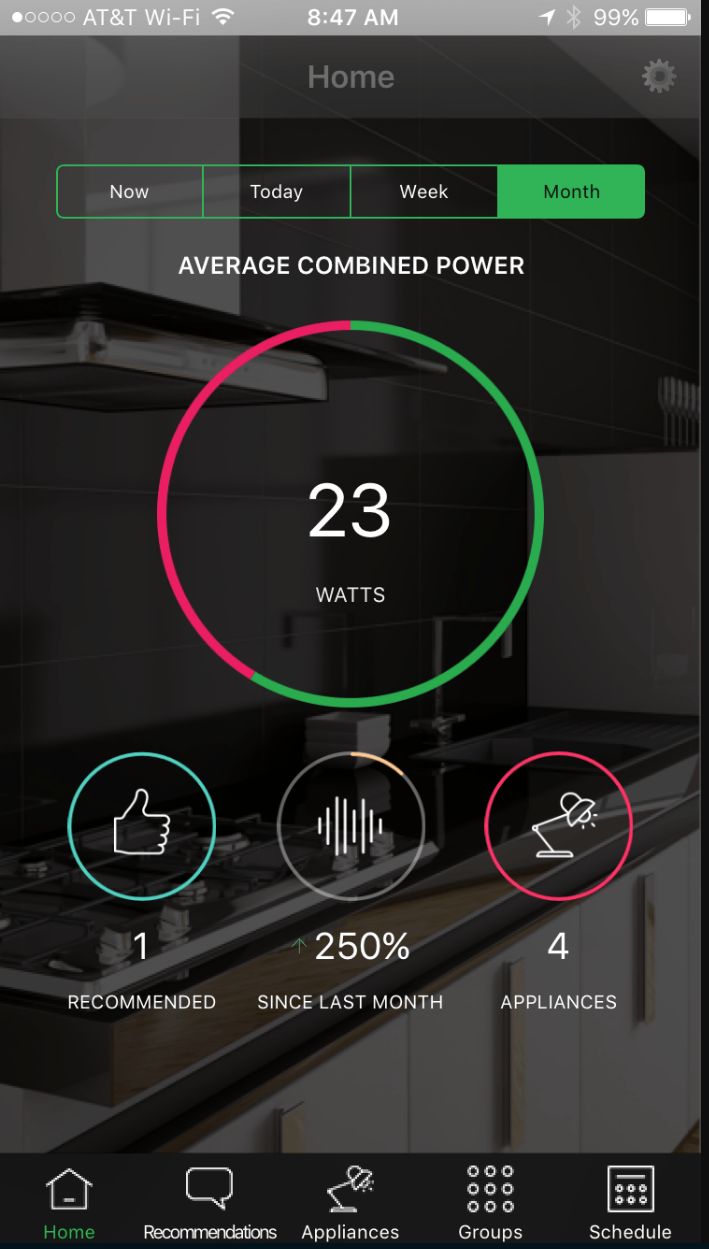 AT&T Wi-Fi 8:47 AM 99%
Home
Now Today Week Month
AVERAGE COMBINED POWER
23
WATTS
1 ↑250% 4
RECOMMENDED SINCE LAST MONTH APPLIANCES
Home Recommendations Appliances Groups Schedule